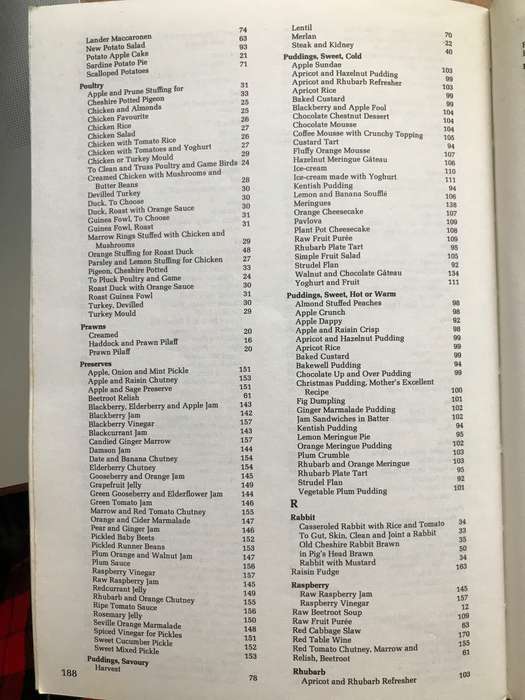 Lander Maccaronen 74
New Potato Salad 63
Potato Apple Cake 93
Sardine Potato Pie 21
Scalloped Potatoes 71
Poultry
Apple and Prune Stuffing for 31
Cheshire Potted Pigeon 33
Chicken and Almonds 25
Chicken Favourite 25
Chicken Rice 26
Chicken Salad 27
Chicken with Tomato Rice 26
Chicken with Tomatoes and Yoghurt 27
Chicken or Turkey Mould 29
To Clean and Truss Poultry and Game Birds 24
Creamed Chicken with Mushrooms and
Butter Beans 28
Devilled Turkey 30
Duck, To Choose 30
Duck, Roast with Orange Sauce 30
Guinea Fowl, To Choose 31
Guinea Fowl, Roast 31
Marrow Rings Stuffed with Chicken and
Mushrooms 29
Orange Stuffing for Roast Duck 48
Parsley and Lemon Stuffing for Chicken 27
Pigeon, Cheshire Potted 33
To Pluck Poultry and Game 24
Roast Duck with Orange Sauce 30
Roast Guinea Fowl 31
Turkey, Devilled 30
Turkey Mould 29
Prawns
Creamed 20
Haddock and Prawn Pilaff 16
Prawn Pilaff 20
Preserves
Apple, Onion and Mint Pickle 151
Apple and Raisin Chutney 153
Apple and Sage Preserve 151
Beetroot Relish 61
Blackberry, Elderberry and Apple Jam 143
Blackberry Jam 142
Blackberry Vinegar 157
Blackcurrant Jam 143
Candied Ginger Marrow 157
Damson Jam 144
Date and Banana Chutney 154
Elderberry Chutney 154
Gooseberry and Orange Jam 145
Grapefruit Jelly 149
Green Gooseberry and Elderflower Jam 144
Green Tomato Jam 146
Marrow and Red Tomato Chutney 155
Orange and Cider Marmalade 147
Pear and Ginger Jam 146
Pickled Baby Beets 152
Pickled Runner Beans 153
Plum Orange and Walnut Jam 147
Plum Sauce 156
Raspberry Vinegar 157
Raw Raspberry Jam 145
Redcurrant Jelly 149
Rhubarb and Orange Chutney 155
Ripe Tomato Sauce 156
Rosemary Jelly 150
Seville Orange Marmalade 148
Spiced Vinegar for Pickles 151
Sweet Cucumber Pickle 152
Sweet Mixed Pickle 153
Puddings, Savoury
Harvest 78
188
Lentil 70
Merlan 22
Steak and Kidney 40
Puddings, Sweet, Cold
Apple Sundae 103
Apricot and Hazelnut Pudding 99
Apricot and Rhubarb Refresher 103
Apricot Rice 99
Baked Custard 99
Blackberry and Apple Fool 104
Chocolate Chestnut Dessert 104
Chocolate Mousse 104
Coffee Mousse with Crunchy Topping 105
Custard Tart 94
Fluffy Orange Mousse 107
Hazelnut Meringue Gâteau 106
Ice-cream 110
Ice-cream made with Yoghurt 111
Kentish Pudding 94
Lemon and Banana Soufflé 106
Meringues 138
Orange Cheesecake 107
Pavlova 109
Plant Pot Cheesecake 108
Raw Fruit Purée 109
Rhubarb Plate Tart 95
Simple Fruit Salad 105
Strudel Flan 92
Walnut and Chocolate Gâteau 134
Yoghurt and Fruit 111
Puddings, Sweet, Hot or Warm
Almond Stuffed Peaches 98
Apple Crunch 98
Apple Dappy 92
Apple and Raisin Crisp 98
Apricot and Hazelnut Pudding 99
Apricot Rice 99
Baked Custard 99
Bakewell Pudding 94
Chocolate Up and Over Pudding 99
Christmas Pudding, Mother's Excellent
Recipe 100
Fig Dumpling 101
Ginger Marmalade Pudding 102
Jam Sandwiches in Batter 102
Kentish Pudding 94
Lemon Meringue Pie 95
Orange Meringue Pudding 102
Plum Crumble 103
Rhubarb and Orange Meringue 103
Rhubarb Plate Tart 95
Strudel Flan 92
Vegetable Plum Pudding 101
R
Rabbit
Casseroled Rabbit with Rice and Tomato 34
To Gut, Skin, Clean and Joint a Rabbit 33
Old Cheshire Rabbit Brawn 35
in Pig's Head Brawn 50
Rabbit with Mustard 34
Raisin Fudge 163
Raspberry
Raw Raspberry Jam 145
Raspberry Vinegar 157
Raw Beetroot Soup 12
Raw Fruit Purée 109
Red Cabbage Slaw 63
Red Table Wine 170
Red Tomato Chutney, Marrow and 155
Relish, Beetroot 61
Rhubarb
Apricot and Rhubarb Refresher 103